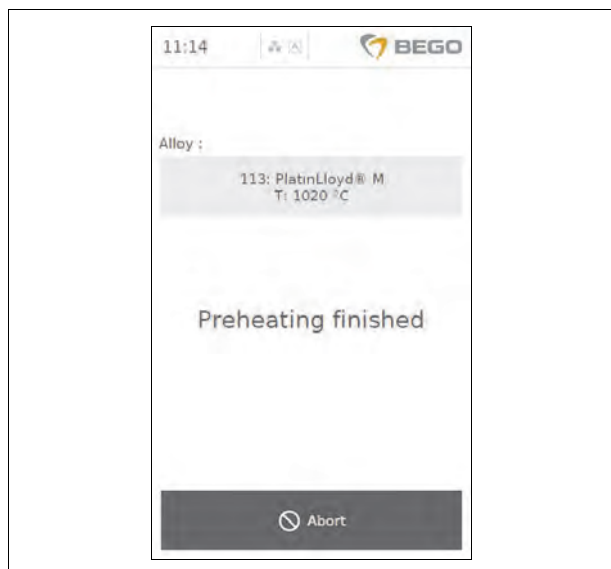 11:14
BEGO
Alloy :
113: PlatinLloyd® M
T: 1020 °C
Preheating finished
Abort